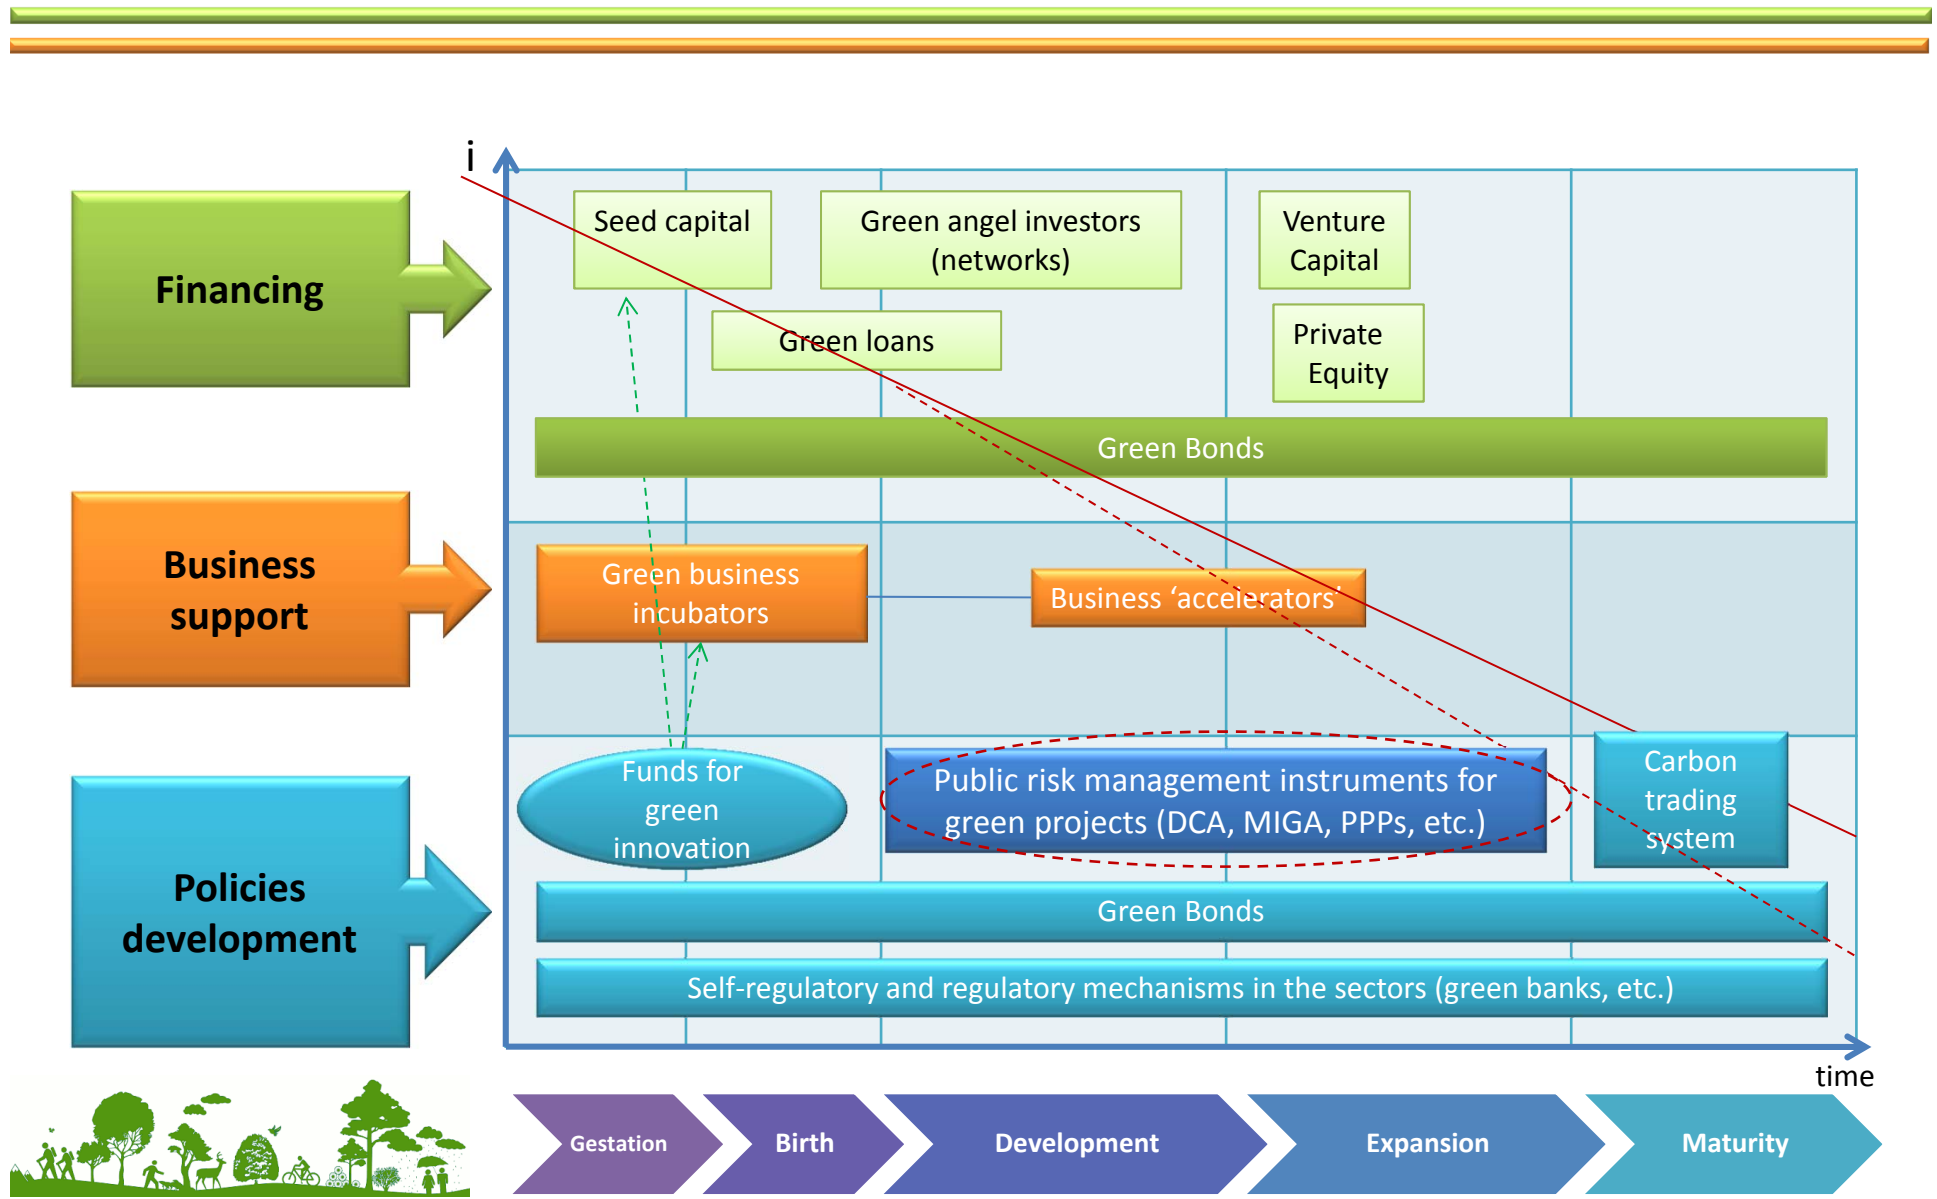 i
Financing
Seed capital
Green angel investors
(networks)
Venture
Capital
Green loans
Private
Equity
Green Bonds
Business
support
Green business
incubators
Business ‘accelerators’
Policies
development
Funds for
green
innovation
Public risk management instruments for
green projects (DCA, MIGA, PPPs, etc.)
Carbon
trading
system
Green Bonds
Self-regulatory and regulatory mechanisms in the sectors (green banks, etc.)
time
Gestation
Birth
Development
Expansion
Maturity